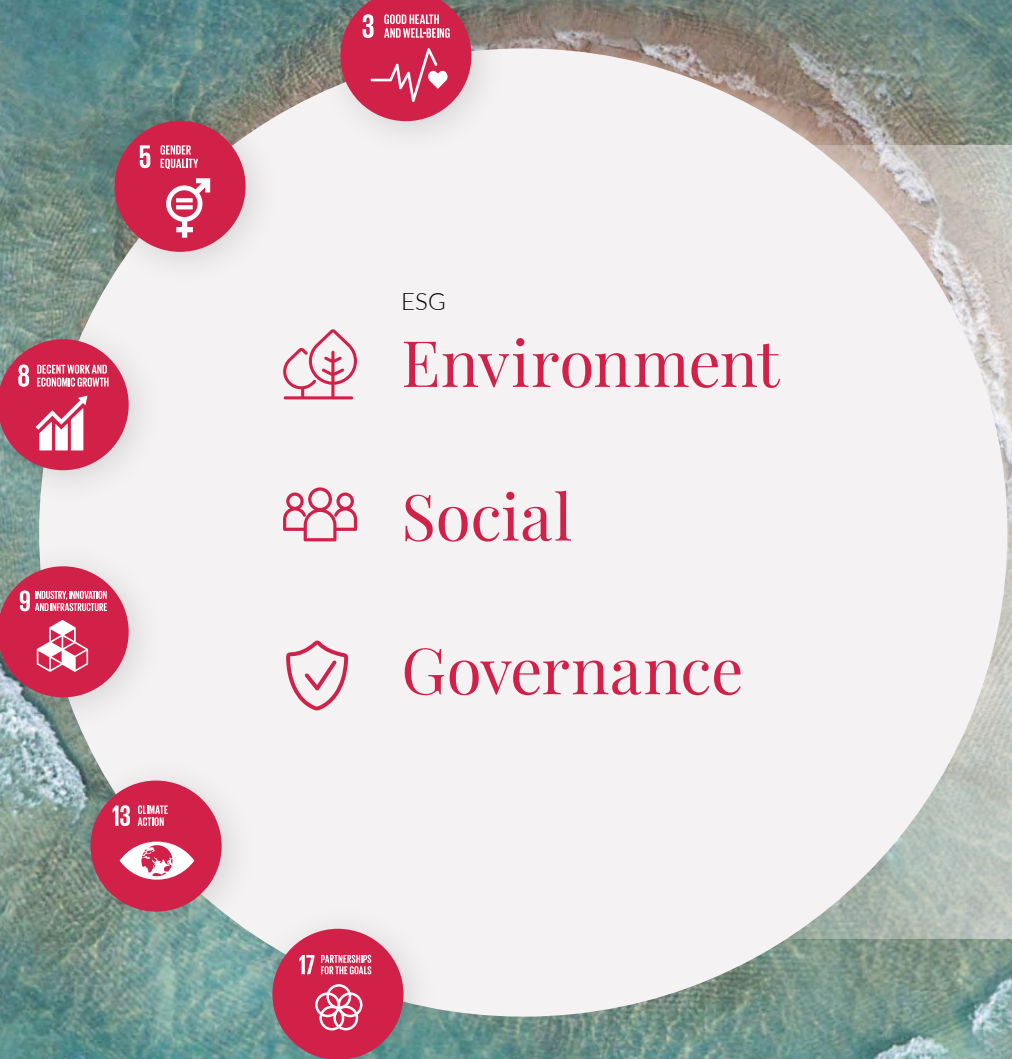 3 GOOD HEALTH
AND WELL-BEING
5 GENDER
EQUALITY
8 DECENT WORK AND
ECONOMIC GROWTH
9 INDUSTRY, INNOVATION
AND INFRASTRUCTURE
13 CLIMATE
ACTION
17 PARTNERSHIPS
FOR THE GOALS
ESG
Environment
Social
Governance